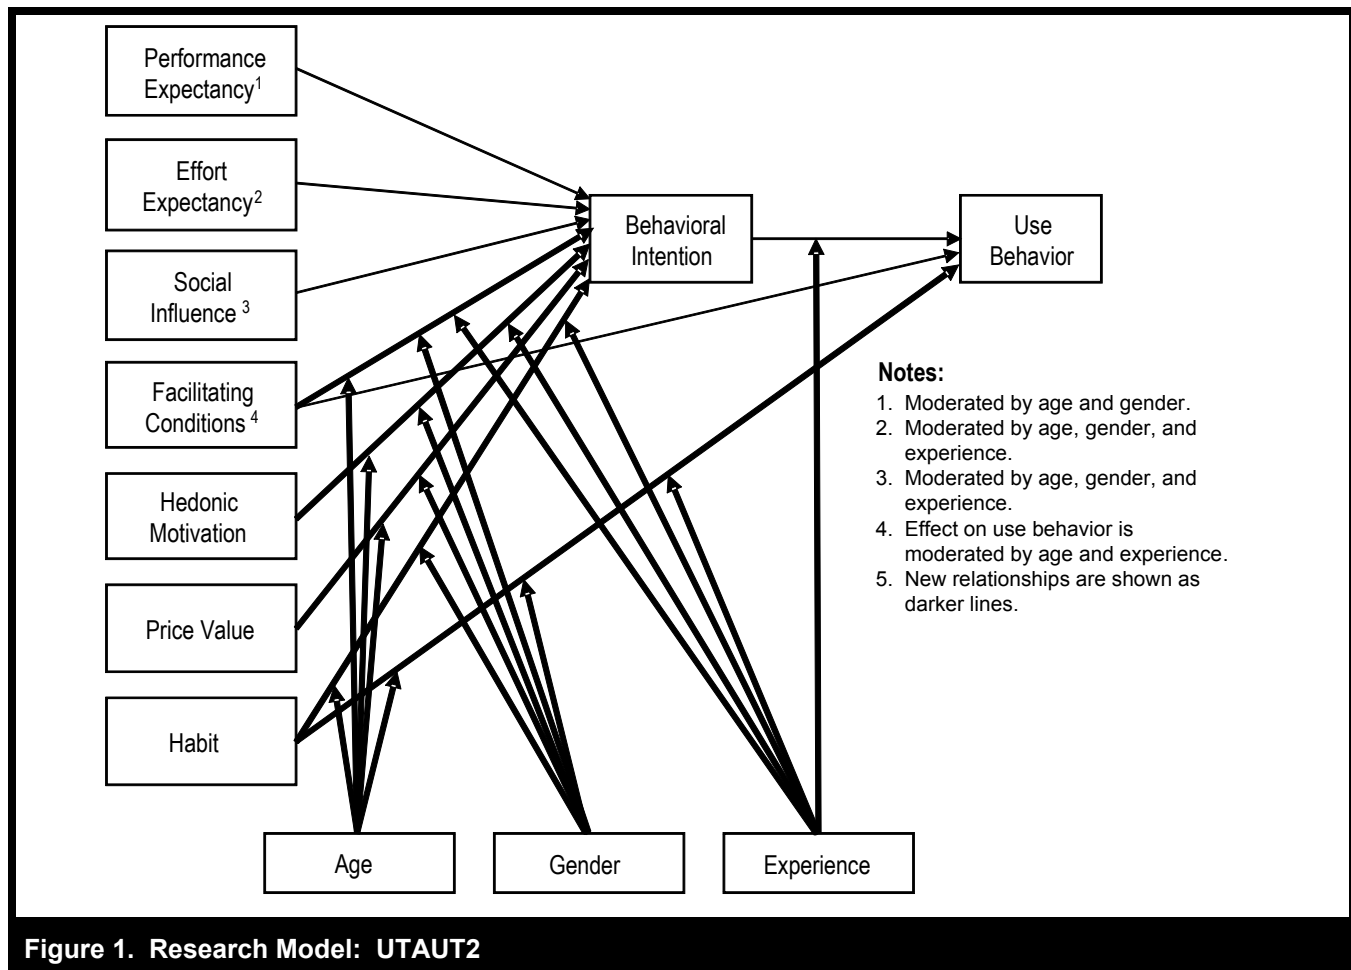 Performance
Expectancy1
Effort
Expectancy2
Social
Influence 3
Facilitating
Conditions 4
Hedonic
Motivation
Price Value
Habit
Behavioral
Intention
Use
Behavior
Notes:
1. Moderated by age and gender.
2. Moderated by age, gender, and
experience.
3. Moderated by age, gender, and
experience.
4. Effect on use behavior is
moderated by age and experience.
5. New relationships are shown as
darker lines.
Age
Gender
Experience
Figure 1. Research Model: UTAUT2